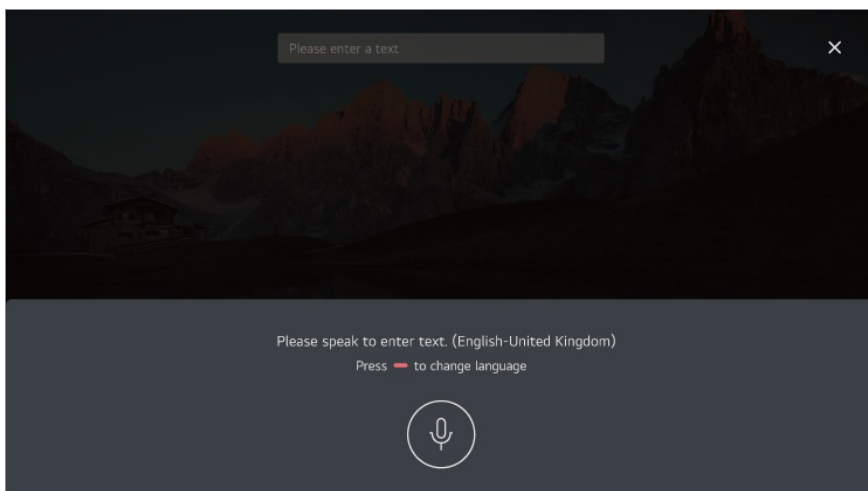 Please enter a text
Please speak to enter text. (English-United Kingdom)
Press to change language